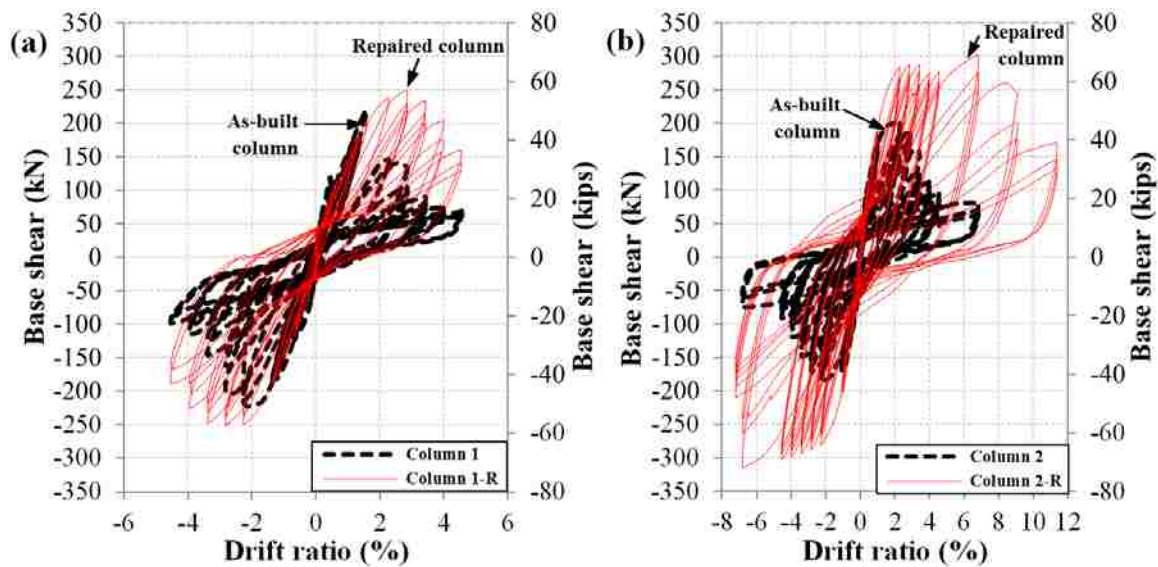 (a)
Base shear (kN)
350
300
250
200
150
100
50
0
-50
-100
-150
-200
-250
-300
-350
Repaired column
As-built
column
Column 1
Column 1-R
80
60
40
20
0
-20
-40
-60
-80
Base shear (kips)
-6 -4 -2 0 2 4 6
Drift ratio (%)
(b)
Base shear (kN)
350
300
250
200
150
100
50
0
-50
-100
-150
-200
-250
-300
-350
Repaired
column
As-built
column
Column 2
Column 2-R
80
60
40
20
0
-20
-40
-60
-80
Base shear (kips)
-8 -6 -4 -2 0 2 4 6 8 10 12
Drift ratio (%)